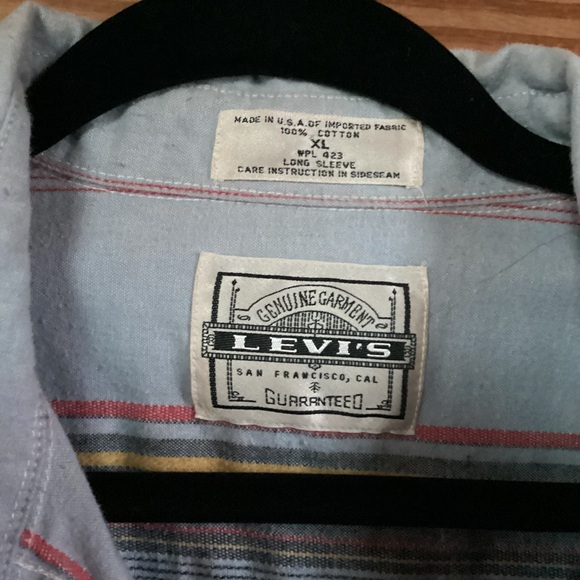 MADE IN U.S.A. OF IMPORTED FABRIC
100% COTTON
XL
WPL 423
LONG SLEEVE
CARE INSTRUCTION IN SIDESEAM
GENUINE GARMENT
LEVI'S
SAN FRANCISCO, CAL
GUARANTEED